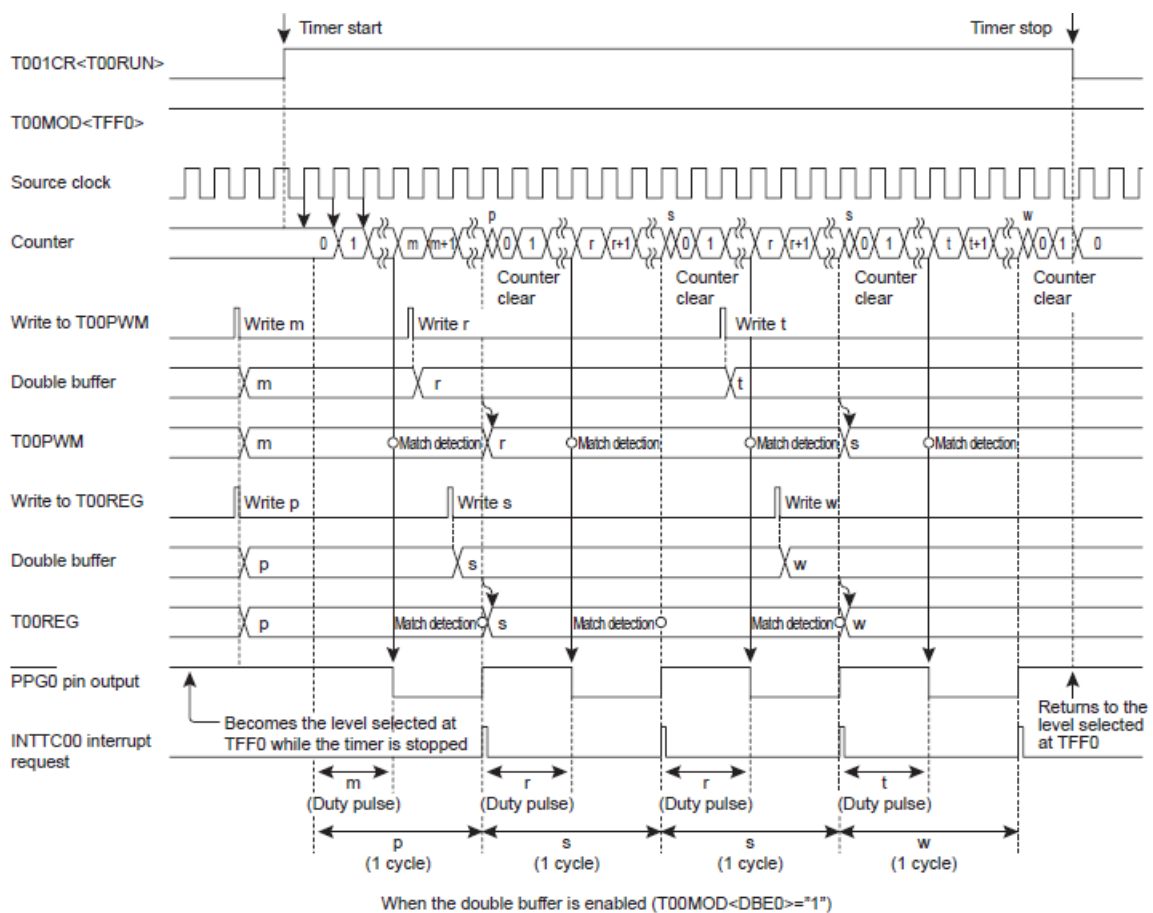 Timer start
Timer stop
T001CR<T00RUN>
T00MOD<TFF0>
Source clock
p s s w
Counter 0 1 m m+1 0 1 r r+1 0 1 r r+1 0 1 t t+1 0 1 0
Counter clear Counter clear Counter clear Counter clear
Write to T00PWM Write m Write r Write t
Double buffer m r t
T00PWM m Match detection r Match detection Match detection s Match detection
Write to T00REG Write p Write s Write w
Double buffer p s w
T00REG p Match detection s Match detection Match detection w
PPG0 pin output
Becomes the level selected at
TFF0 while the timer is stopped
Returns to the
level selected
at TFF0
INTTC00 interrupt
request
m r r t
(Duty pulse) (Duty pulse) (Duty pulse) (Duty pulse)
p s s w
(1 cycle) (1 cycle) (1 cycle) (1 cycle)
When the double buffer is enabled (T00MOD<DBE0>="1")